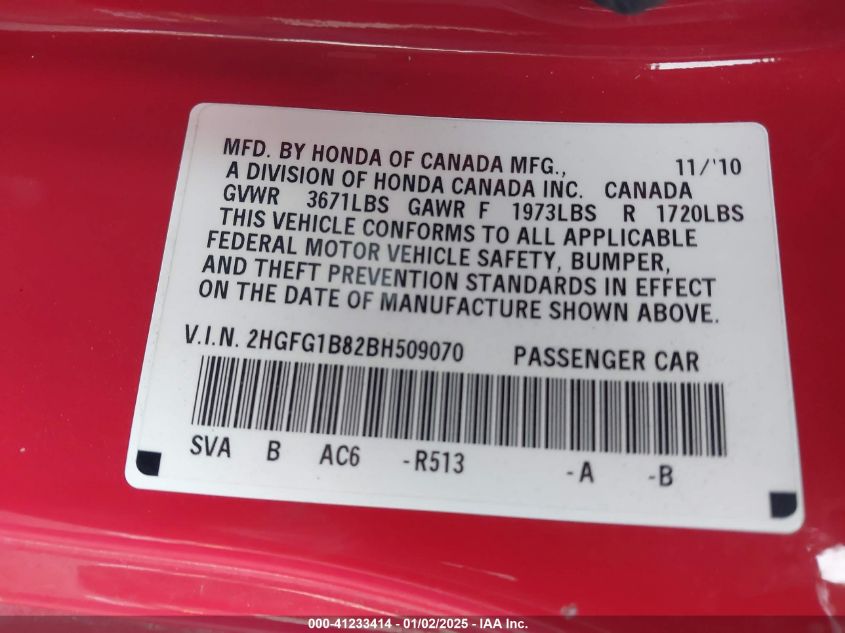 MFD. BY HONDA OF CANADA MFG., 11/'10
A DIVISION OF HONDA CANADA INC. CANADA
GVWR 3671LBS GAWR F 1973LBS R 1720LBS
THIS VEHICLE CONFORMS TO ALL APPLICABLE
FEDERAL MOTOR VEHICLE SAFETY, BUMPER,
AND THEFT PREVENTION STANDARDS IN EFFECT
ON THE DATE OF MANUFACTURE SHOWN ABOVE.
V.I.N. 2HGFG1B82BH509070 PASSENGER CAR
SVA B AC6 -R513 -A -B
000-41233414 - 01/02/2025 - IAA Inc.